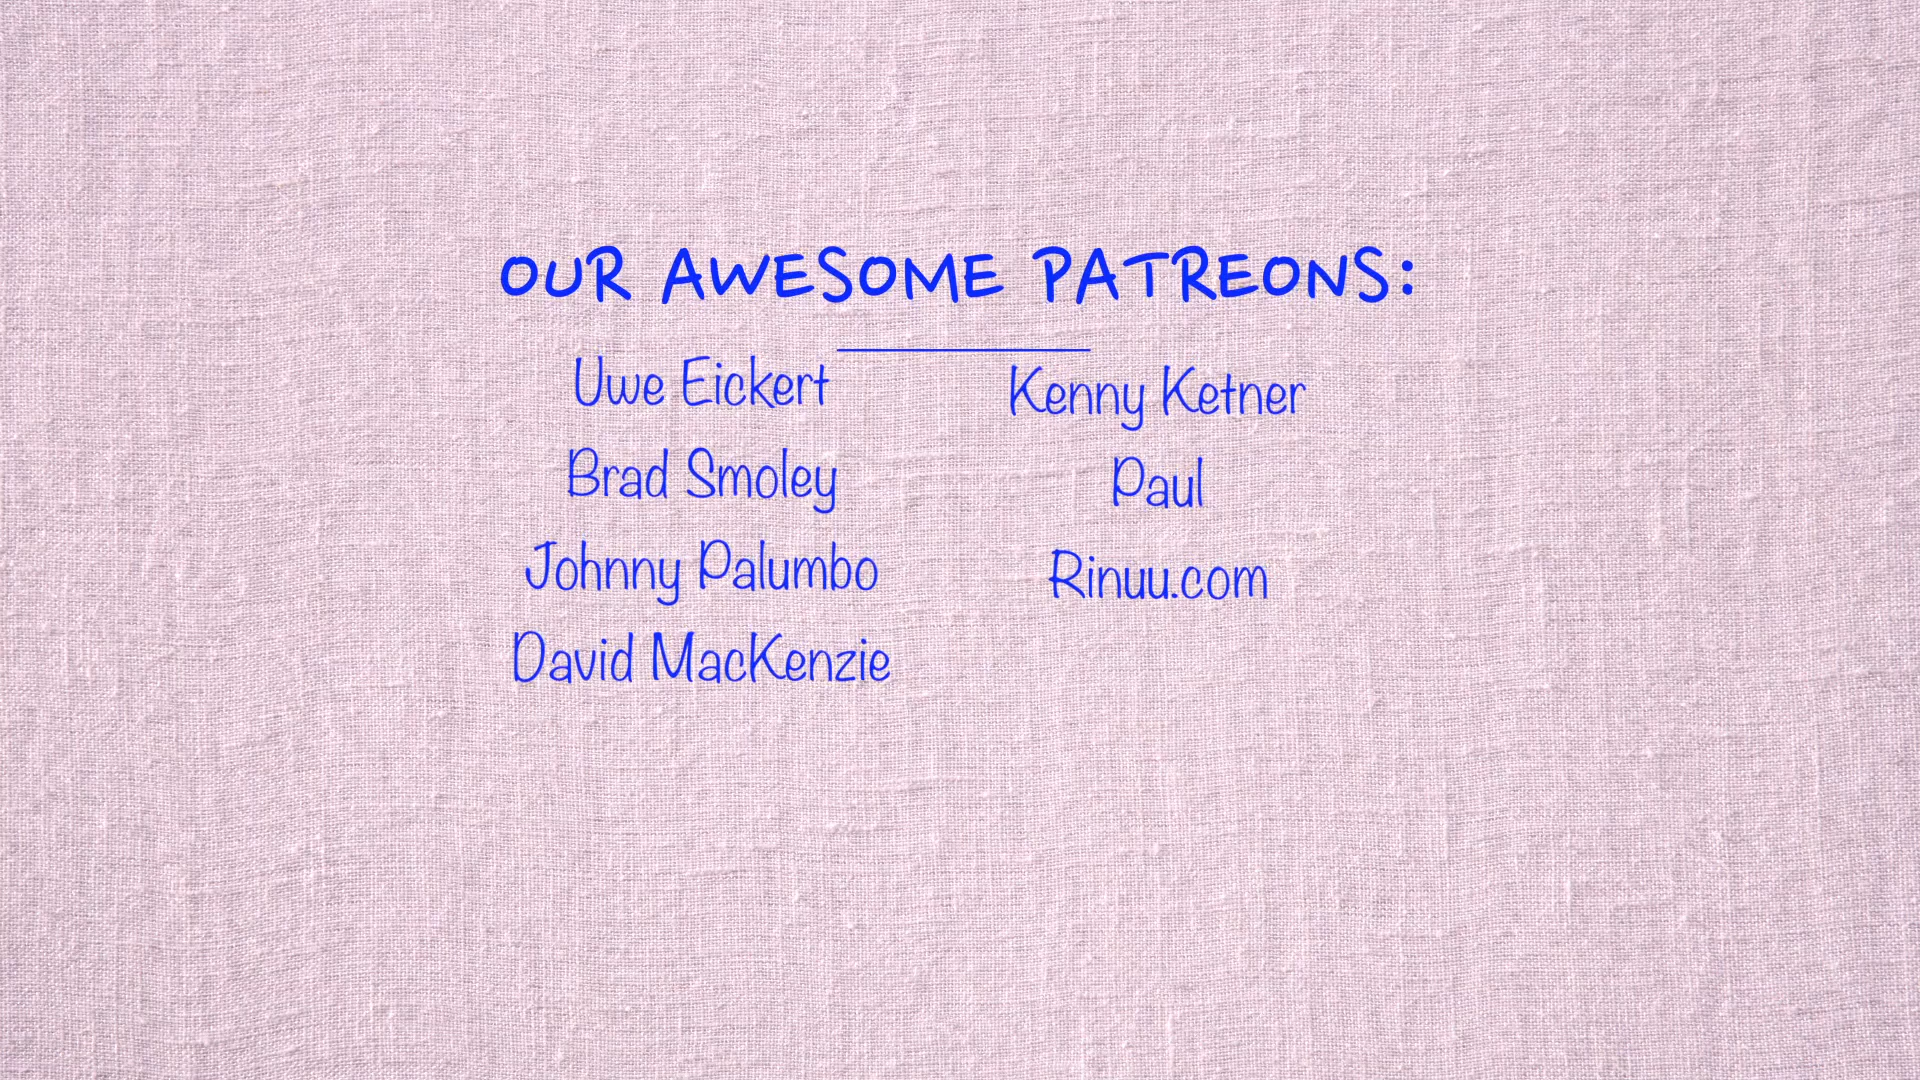 OUR AWESOME PATREONS:
Uwe Eickert
Brad Smoley
Johnny Palumbo
David MacKenzie
Kenny Ketner
Paul
Rinuu.com